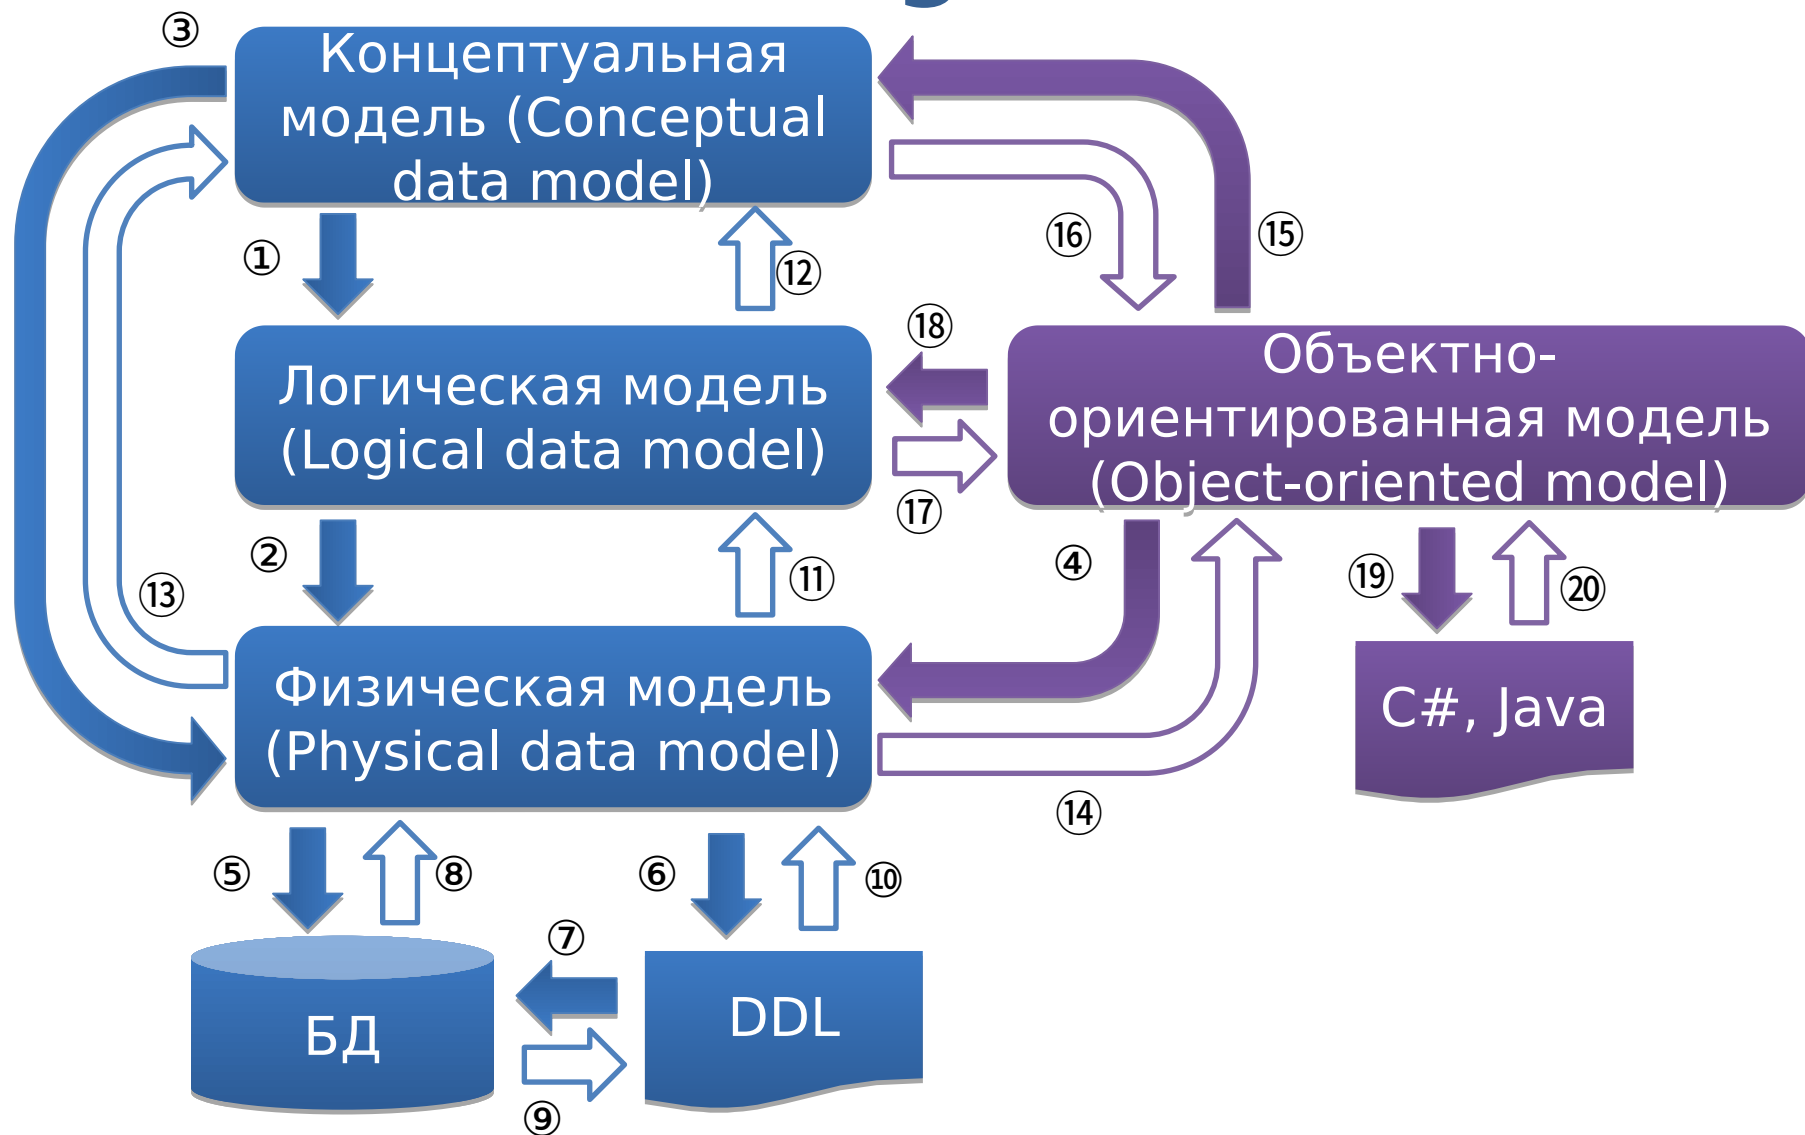 ③
Концептуальная
модель (Conceptual
data model)
①
⑫
⑯
⑮
⑱
Логическая модель
(Logical data model)
Объектно-
ориентированная модель
(Object-oriented model)
⑰
②
⑪
④
⑲
⑳
⑬
Физическая модель
(Physical data model)
C#, Java
⑭
⑤
⑧
⑥
⑩
⑦
БД
DDL
⑨